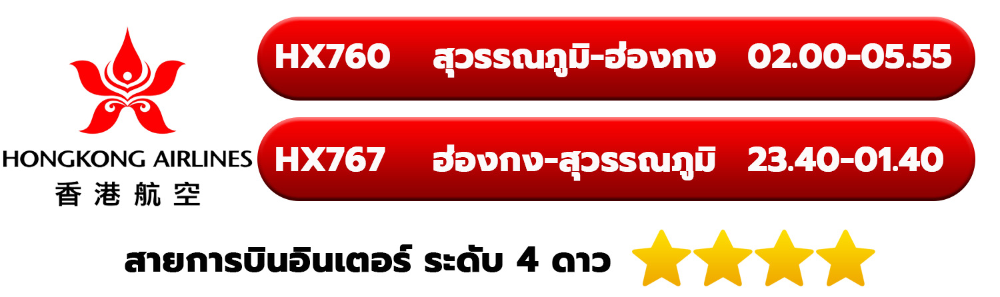 HX760 สุวรรณภูมิ-ฮ่องกง 02.00-05.55
HONGKONG AIRLINES
香港航空
HX767 ฮ่องกง-สุวรรณภูมิ 23.40-01.40
สายการบินอินเตอร์ ระดับ 4 ดาว